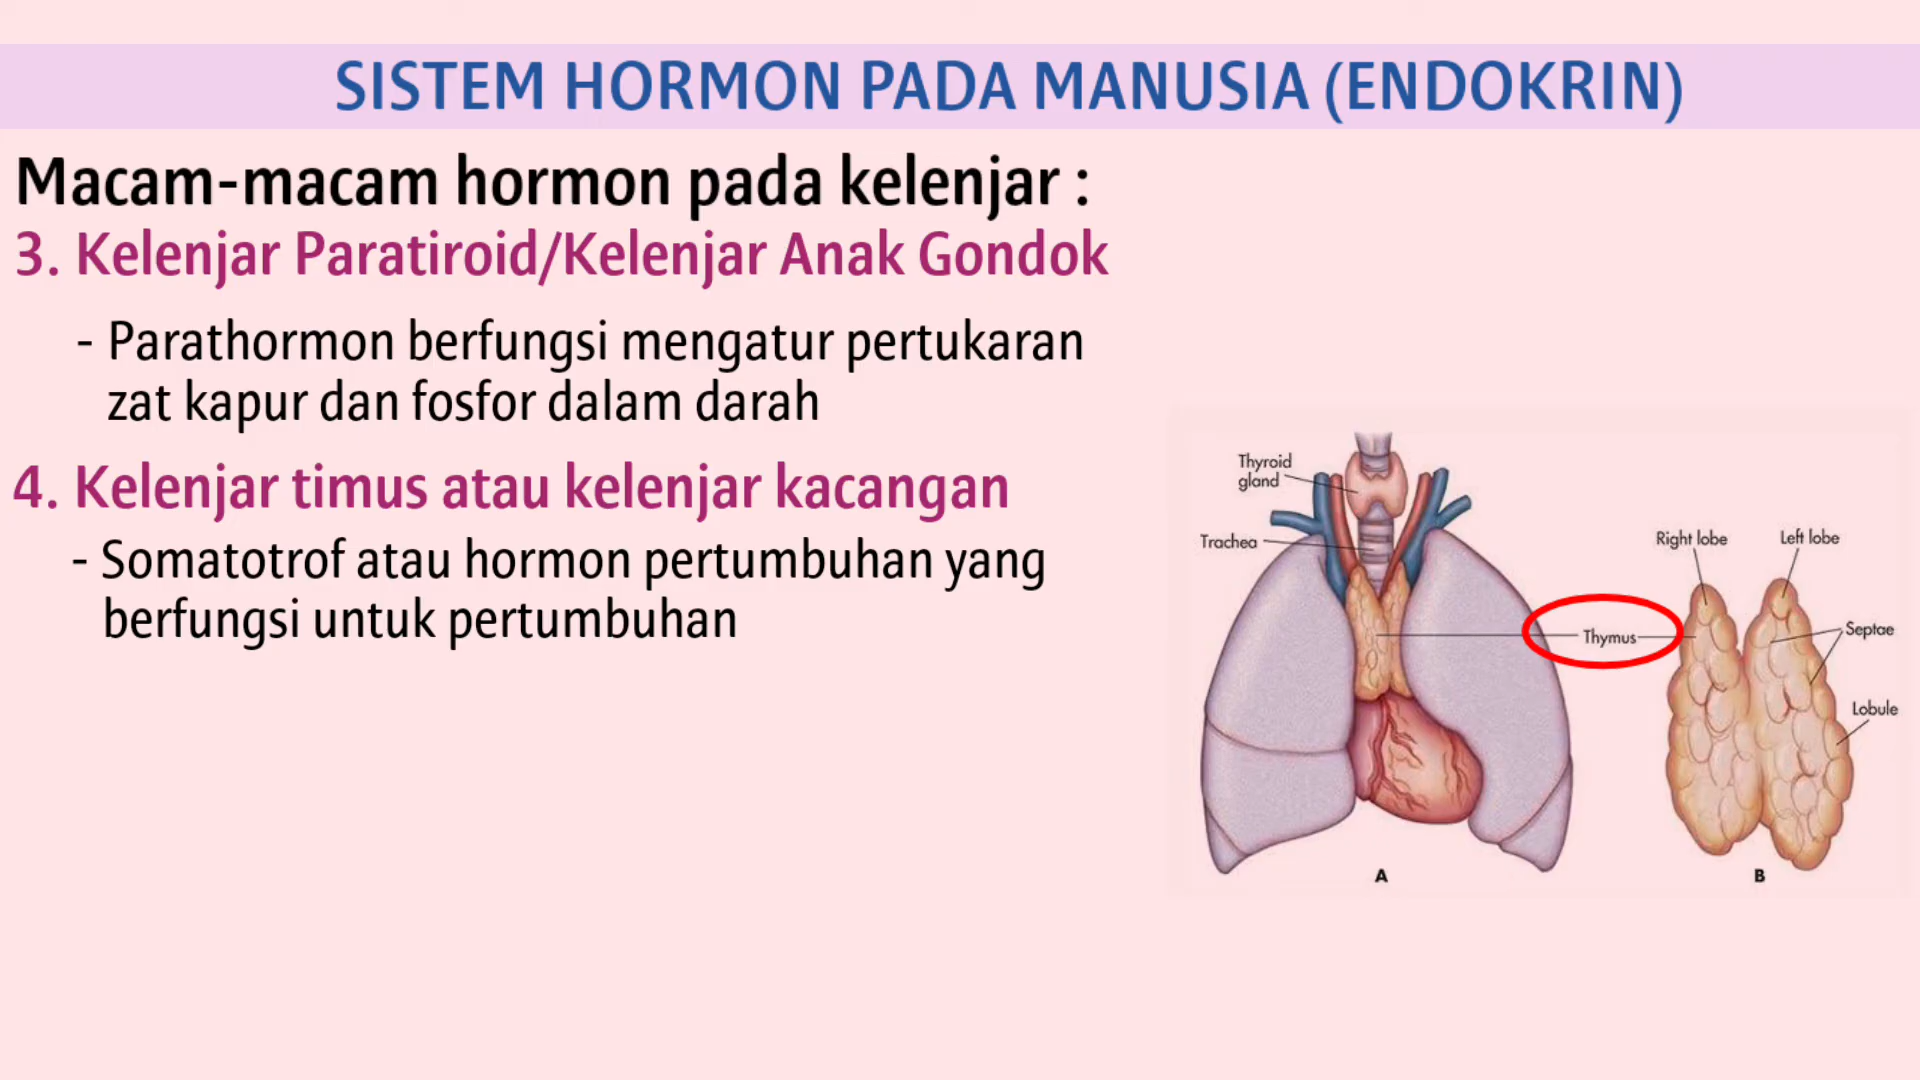 SISTEM HORMON PADA MANUSIA (ENDOKRIN)
Macam-macam hormon pada kelenjar :
3. Kelenjar Paratiroid/Kelenjar Anak Gondok
- Parathormon berfungsi mengatur pertukaran
zat kapur dan fosfor dalam darah
4. Kelenjar timus atau kelenjar kacangan
- Somatotrof atau hormon pertumbuhan yang
berfungsi untuk pertumbuhan
Thyroid
gland
Trachea
Thymus
A
Right lobe
Left lobe
Septae
Lobule
B